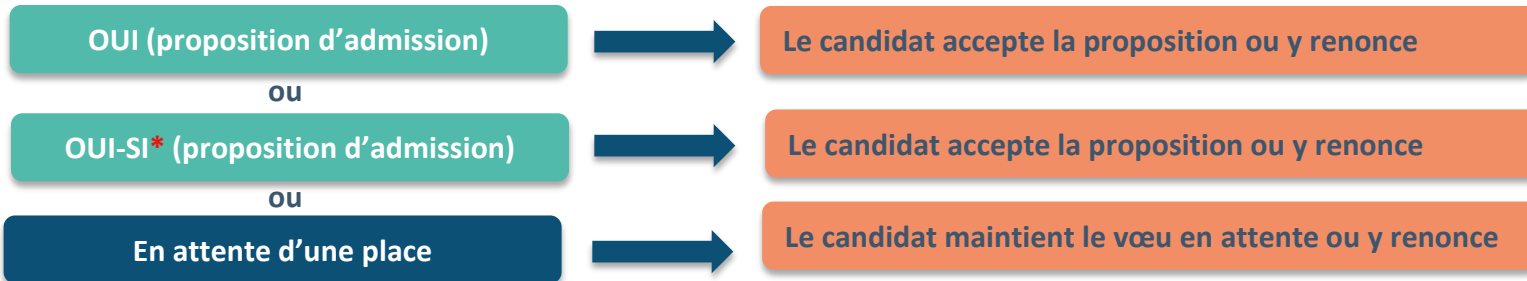 OUI (proposition d’admission)
Le candidat accepte la proposition ou y renonce
ou
OUI-SI* (proposition d’admission)
Le candidat accepte la proposition ou y renonce
ou
En attente d’une place
Le candidat maintient le vœu en attente ou y renonce